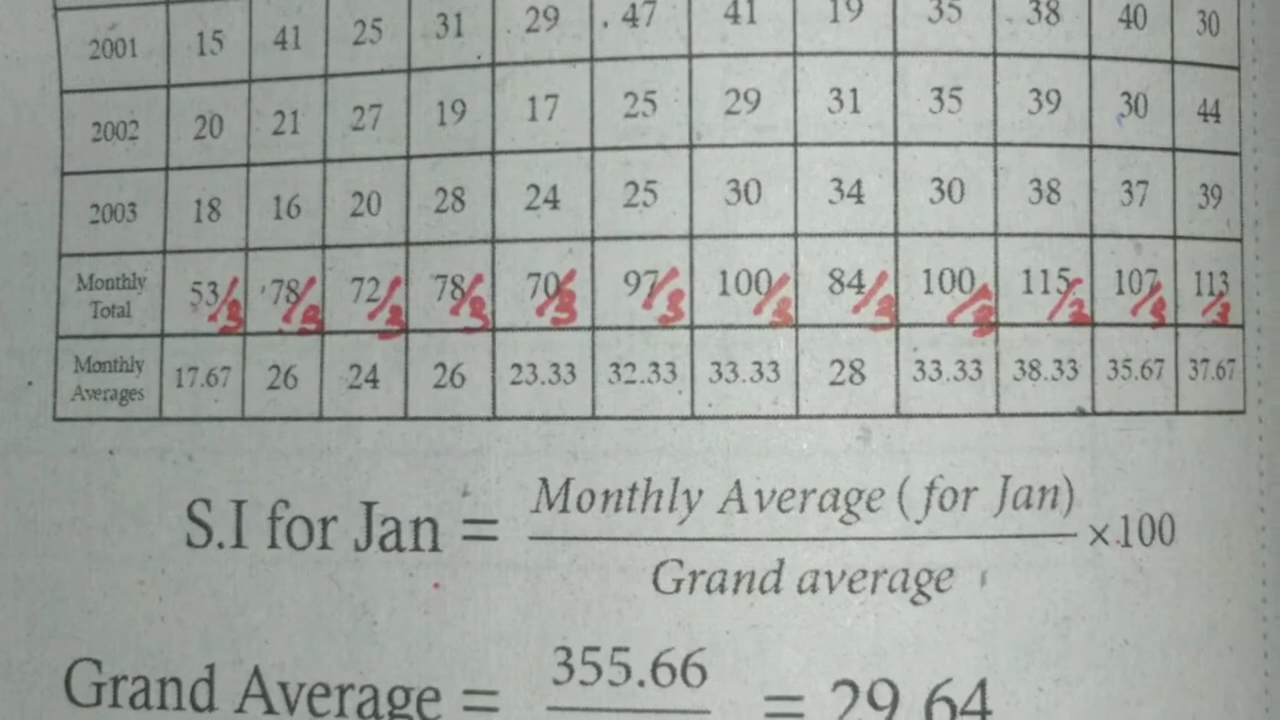 2001 15 41 25 31 29 47 41 19 35 38 40 30
2002 20 21 27 19 17 25 29 31 35 39 30 44
2003 18 16 20 28 24 25 30 34 30 38 37 39
Monthly Total 53/3 78/3 72/3 78/3 70/3 97/3 100/3 84/3 100/3 115/3 107/3 113/3
Monthly Averages 17.67 26 24 26 23.33 32.33 33.33 28 33.33 38.33 35.67 37.67
S.I for Jan = Monthly Average (for Jan) / Grand average ×100
Grand Average = 355.66 = 29.64